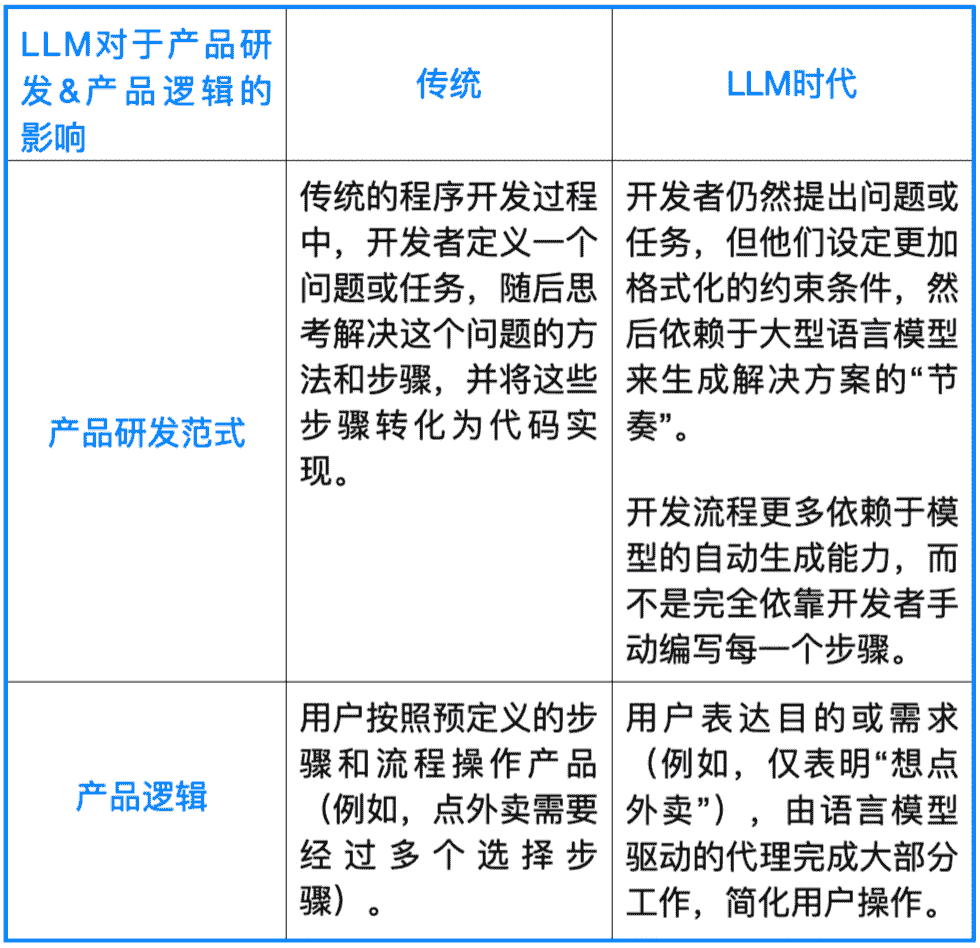 LLM对于产品研
发&产品逻辑的
影响
传统
LLM时代
产品研发范式
传统的程序开发过程
中，开发者定义一个
问题或任务，随后思
考解决这个问题的方
法和步骤，并将这些
步骤转化为代码实
现。
开发者仍然提出问题或
任务，但他们设定更加
格式化的约束条件，然
后依赖于大型语言模型
来生成解决方案的“节
奏”。
开发流程更多依赖于模
型的自动生成能力，而
不是完全依靠开发者手
动编写每一个步骤。
产品逻辑
用户按照预定义的步
骤和流程操作产品
（例如，点外卖需要
经过多个选择步
骤）。
用户表达目的或需求
（例如，仅表明“想点
外卖”），由语言模型
驱动的代理完成大部分
工作，简化用户操作。